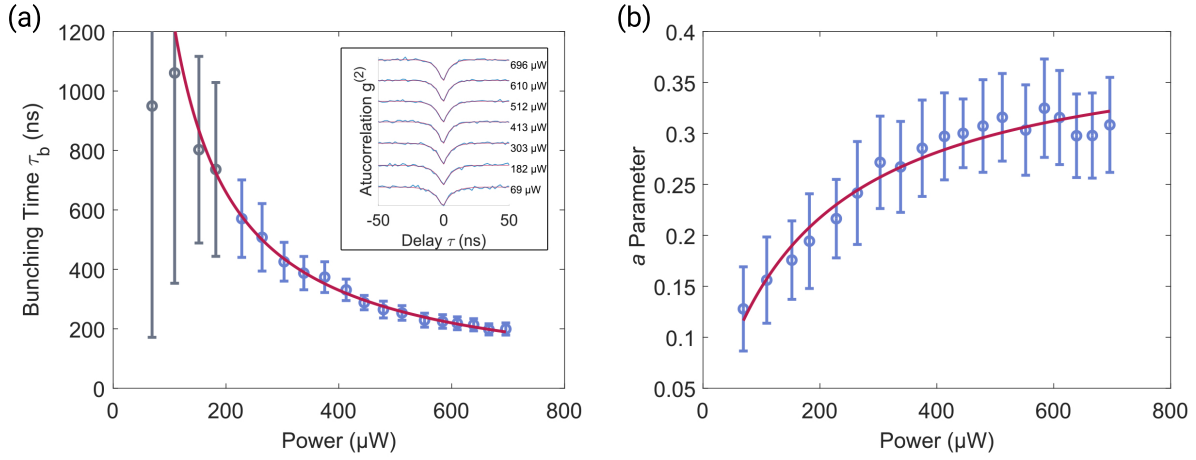 (a)
1200
1000
800
600
400
200
0
Bunching Time τb (ns)
0 200 400 600 800
Power (µW)
Atucorrelation g(2)
696 µW
610 µW
512 µW
413 µW
303 µW
182 µW
69 µW
-50 0 50
Delay τ (ns)
(b)
0.4
0.35
0.3
0.25
0.2
0.15
0.1
0.05
a Parameter
0 200 400 600 800
Power (µW)